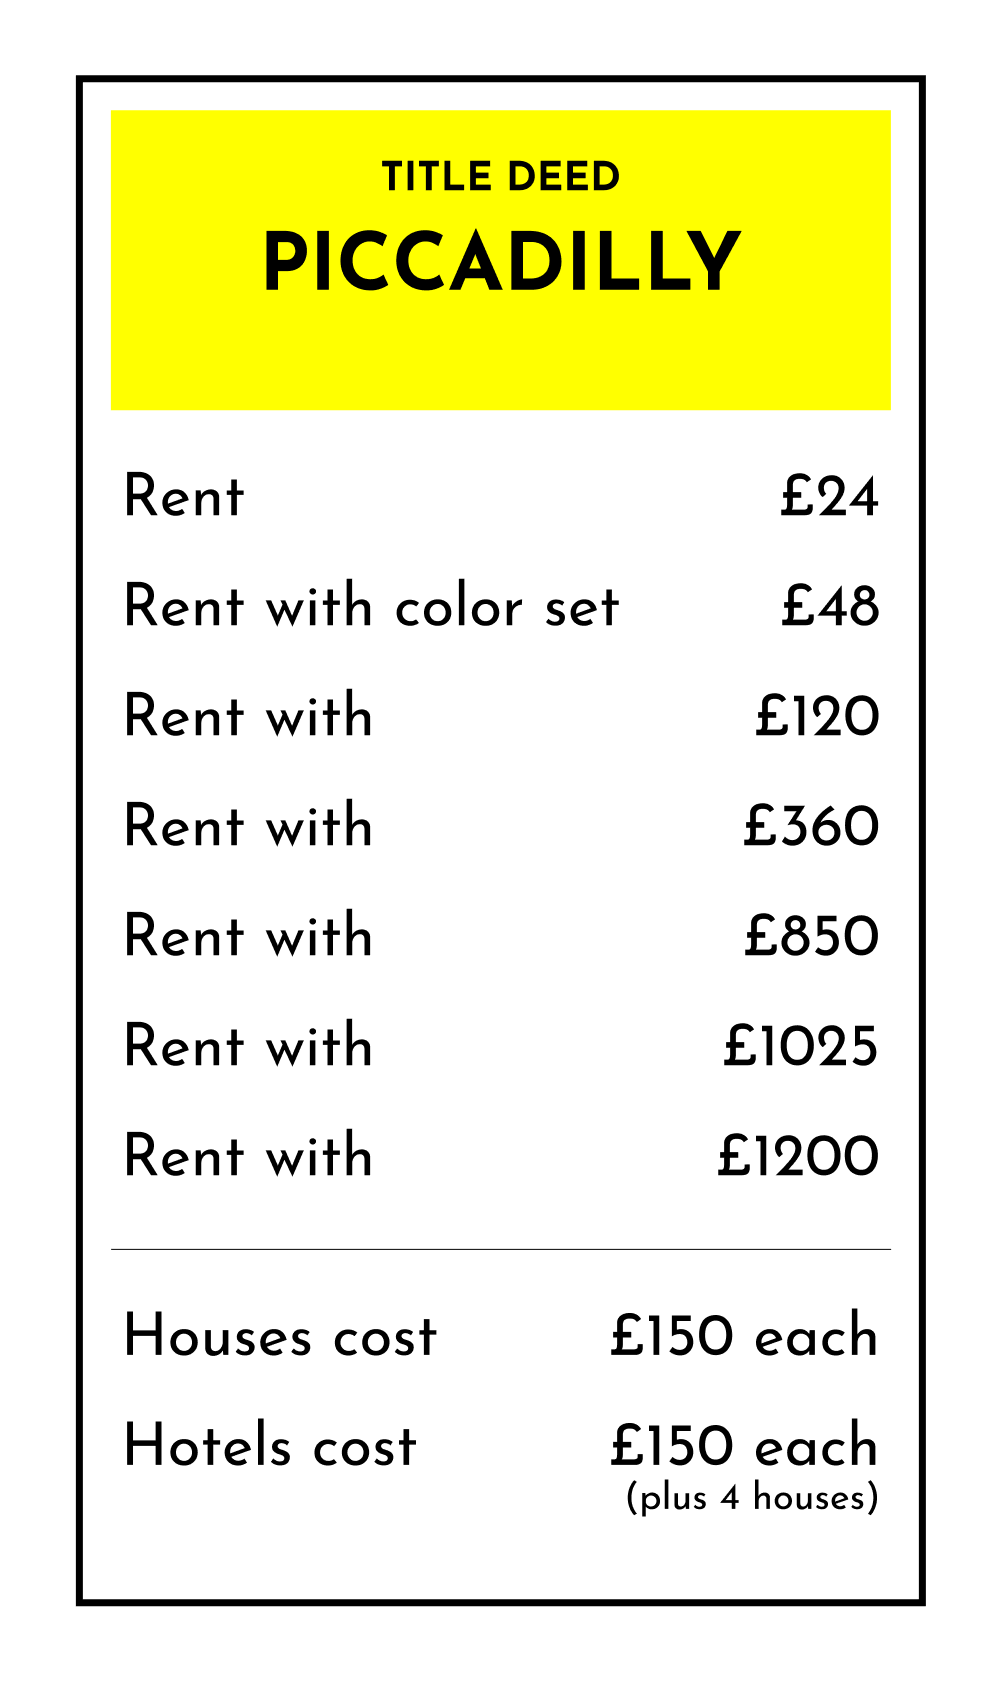 TITLE DEED
PICCADILLY
Rent £24
Rent with color set £48
Rent with £120
Rent with £360
Rent with £850
Rent with £1025
Rent with £1200
Houses cost £150 each
Hotels cost £150 each
(plus 4 houses)